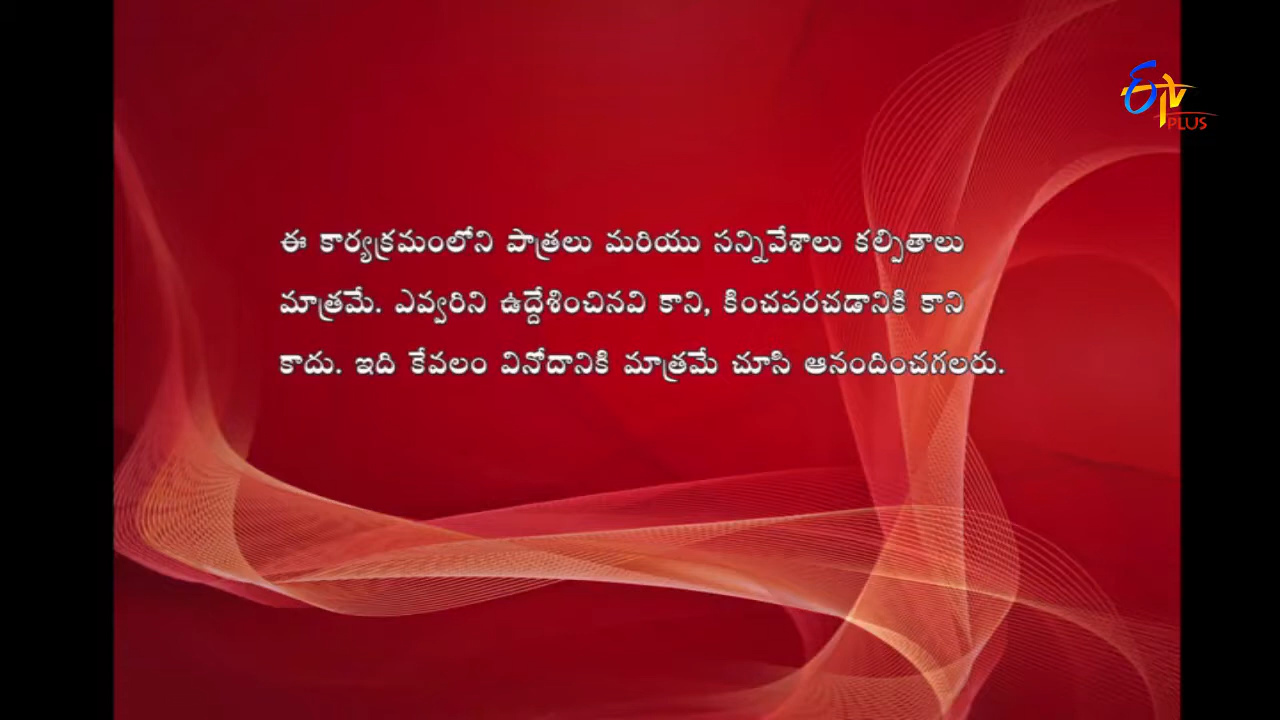 ఈ కార్యక్రమంలోని పాత్రలు మరియు సన్నివేశాలు కల్పితాలు
మాత్రమే. ఎవ్వరిని ఉద్దేశించినవి కాని, కించపరచడానికి కాని
కాదు. ఇది కేవలం వినోదానికి మాత్రమే చూసి ఆనందించగలరు.
ETV
PLUS